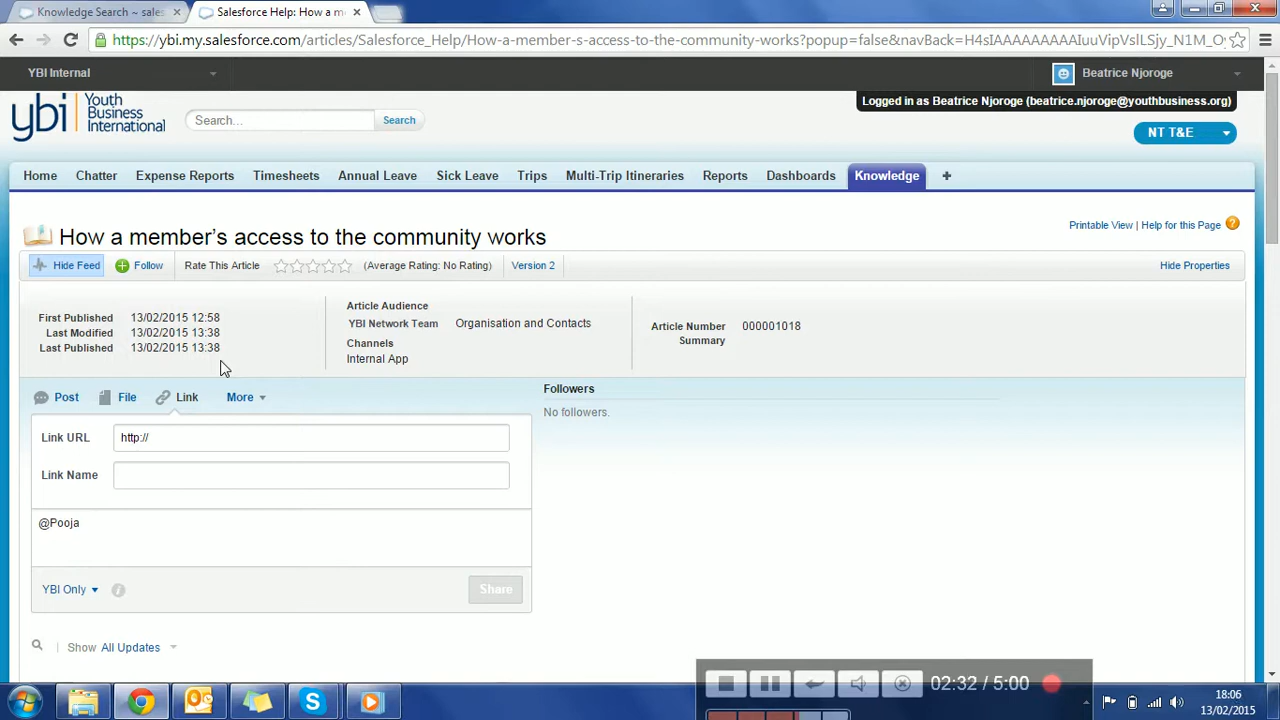 Knowledge Search ~ sales
Salesforce Help: How a m
https://ybi.my.salesforce.com/articles/Salesforce_Help/How-a-member-s-access-to-the-community-works?popup=false&navBack=H4sIAAAAAAAIuuVipVslLSjy_N1M_O
YBI Internal
Beatrice Njoroge
ybi Youth Business International
Search...
Search
Logged in as Beatrice Njoroge (beatrice.njoroge@youthbusiness.org)
NT T&E
Home Chatter Expense Reports Timesheets Annual Leave Sick Leave Trips Multi-Trip Itineraries Reports Dashboards Knowledge +
How a member's access to the community works
Printable View | Help for this Page ?
Hide Feed Follow Rate This Article (Average Rating: No Rating) Version 2 Hide Properties
First Published 13/02/2015 12:58
Last Modified 13/02/2015 13:38
Last Published 13/02/2015 13:38
Article Audience
YBI Network Team Organisation and Contacts
Channels
Internal App
Article Number 000001018
Summary
Post File Link More
Link URL http://
Link Name
@Pooja
YBI Only
Share
Followers
No followers.
Show All Updates
02:32 / 5:00
18:06
13/02/2015